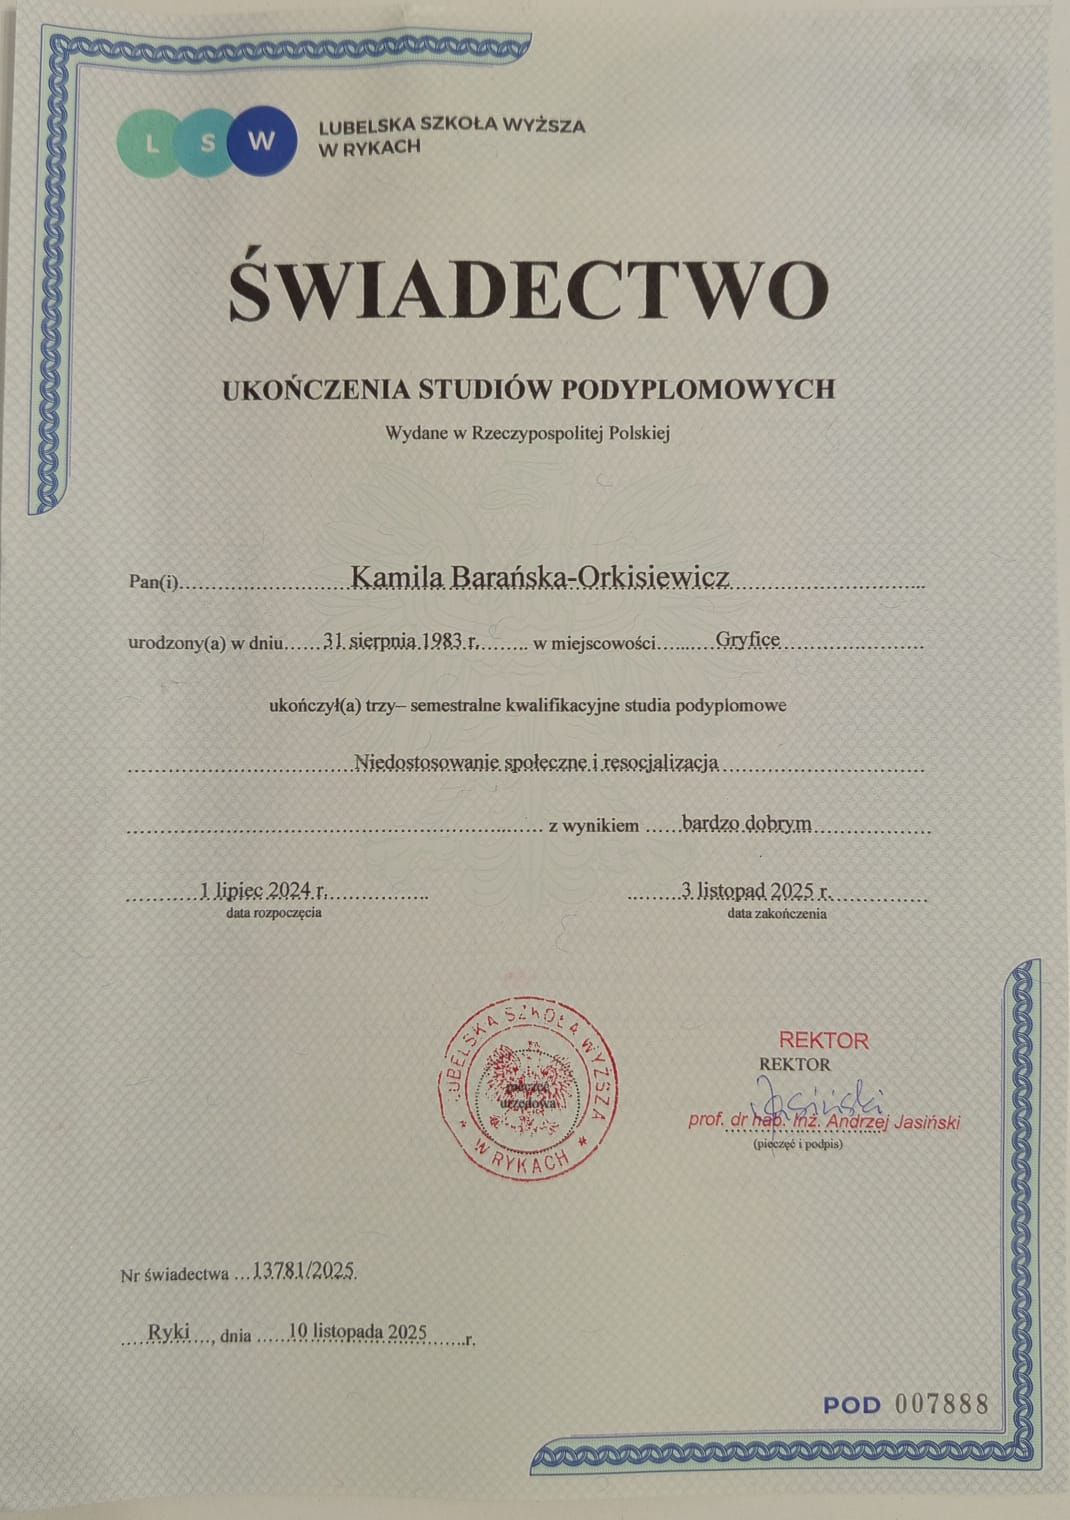 L S W
LUBELSKA SZKOŁA WYŻSZA
W RYKACH
ŚWIADECTWO
UKOŃCZENIA STUDIÓW PODYPLOMOWYCH
Wydane w Rzeczypospolitej Polskiej
Pan(i)..........Kamila Barańska-Orkisiewicz..........
urodzony(a) w dniu......31 sierpnia 1983 r......... w miejscowości..........Gryfice..........
ukończył(a) trzy– semestralne kwalifikacyjne studia podyplomowe
..........Niedostosowanie społeczne i resocjalizacja..........
.......... z wynikiem ......bardzo dobrym..........
..........1 lipiec 2024 r........... ..........3 listopad 2025 r...........
data rozpoczęcia data zakończenia
LUBELSKA SZKOŁA WYŻSZA
* W RYKACH *
pieczęć
urzędowa
REKTOR
REKTOR
Jasiński
prof. dr hab. inż. Andrzej Jasiński
(pieczęć i podpis)
Nr świadectwa ...13781/2025.
....Ryki...., dnia ......10 listopada 2025......r.
POD 007888